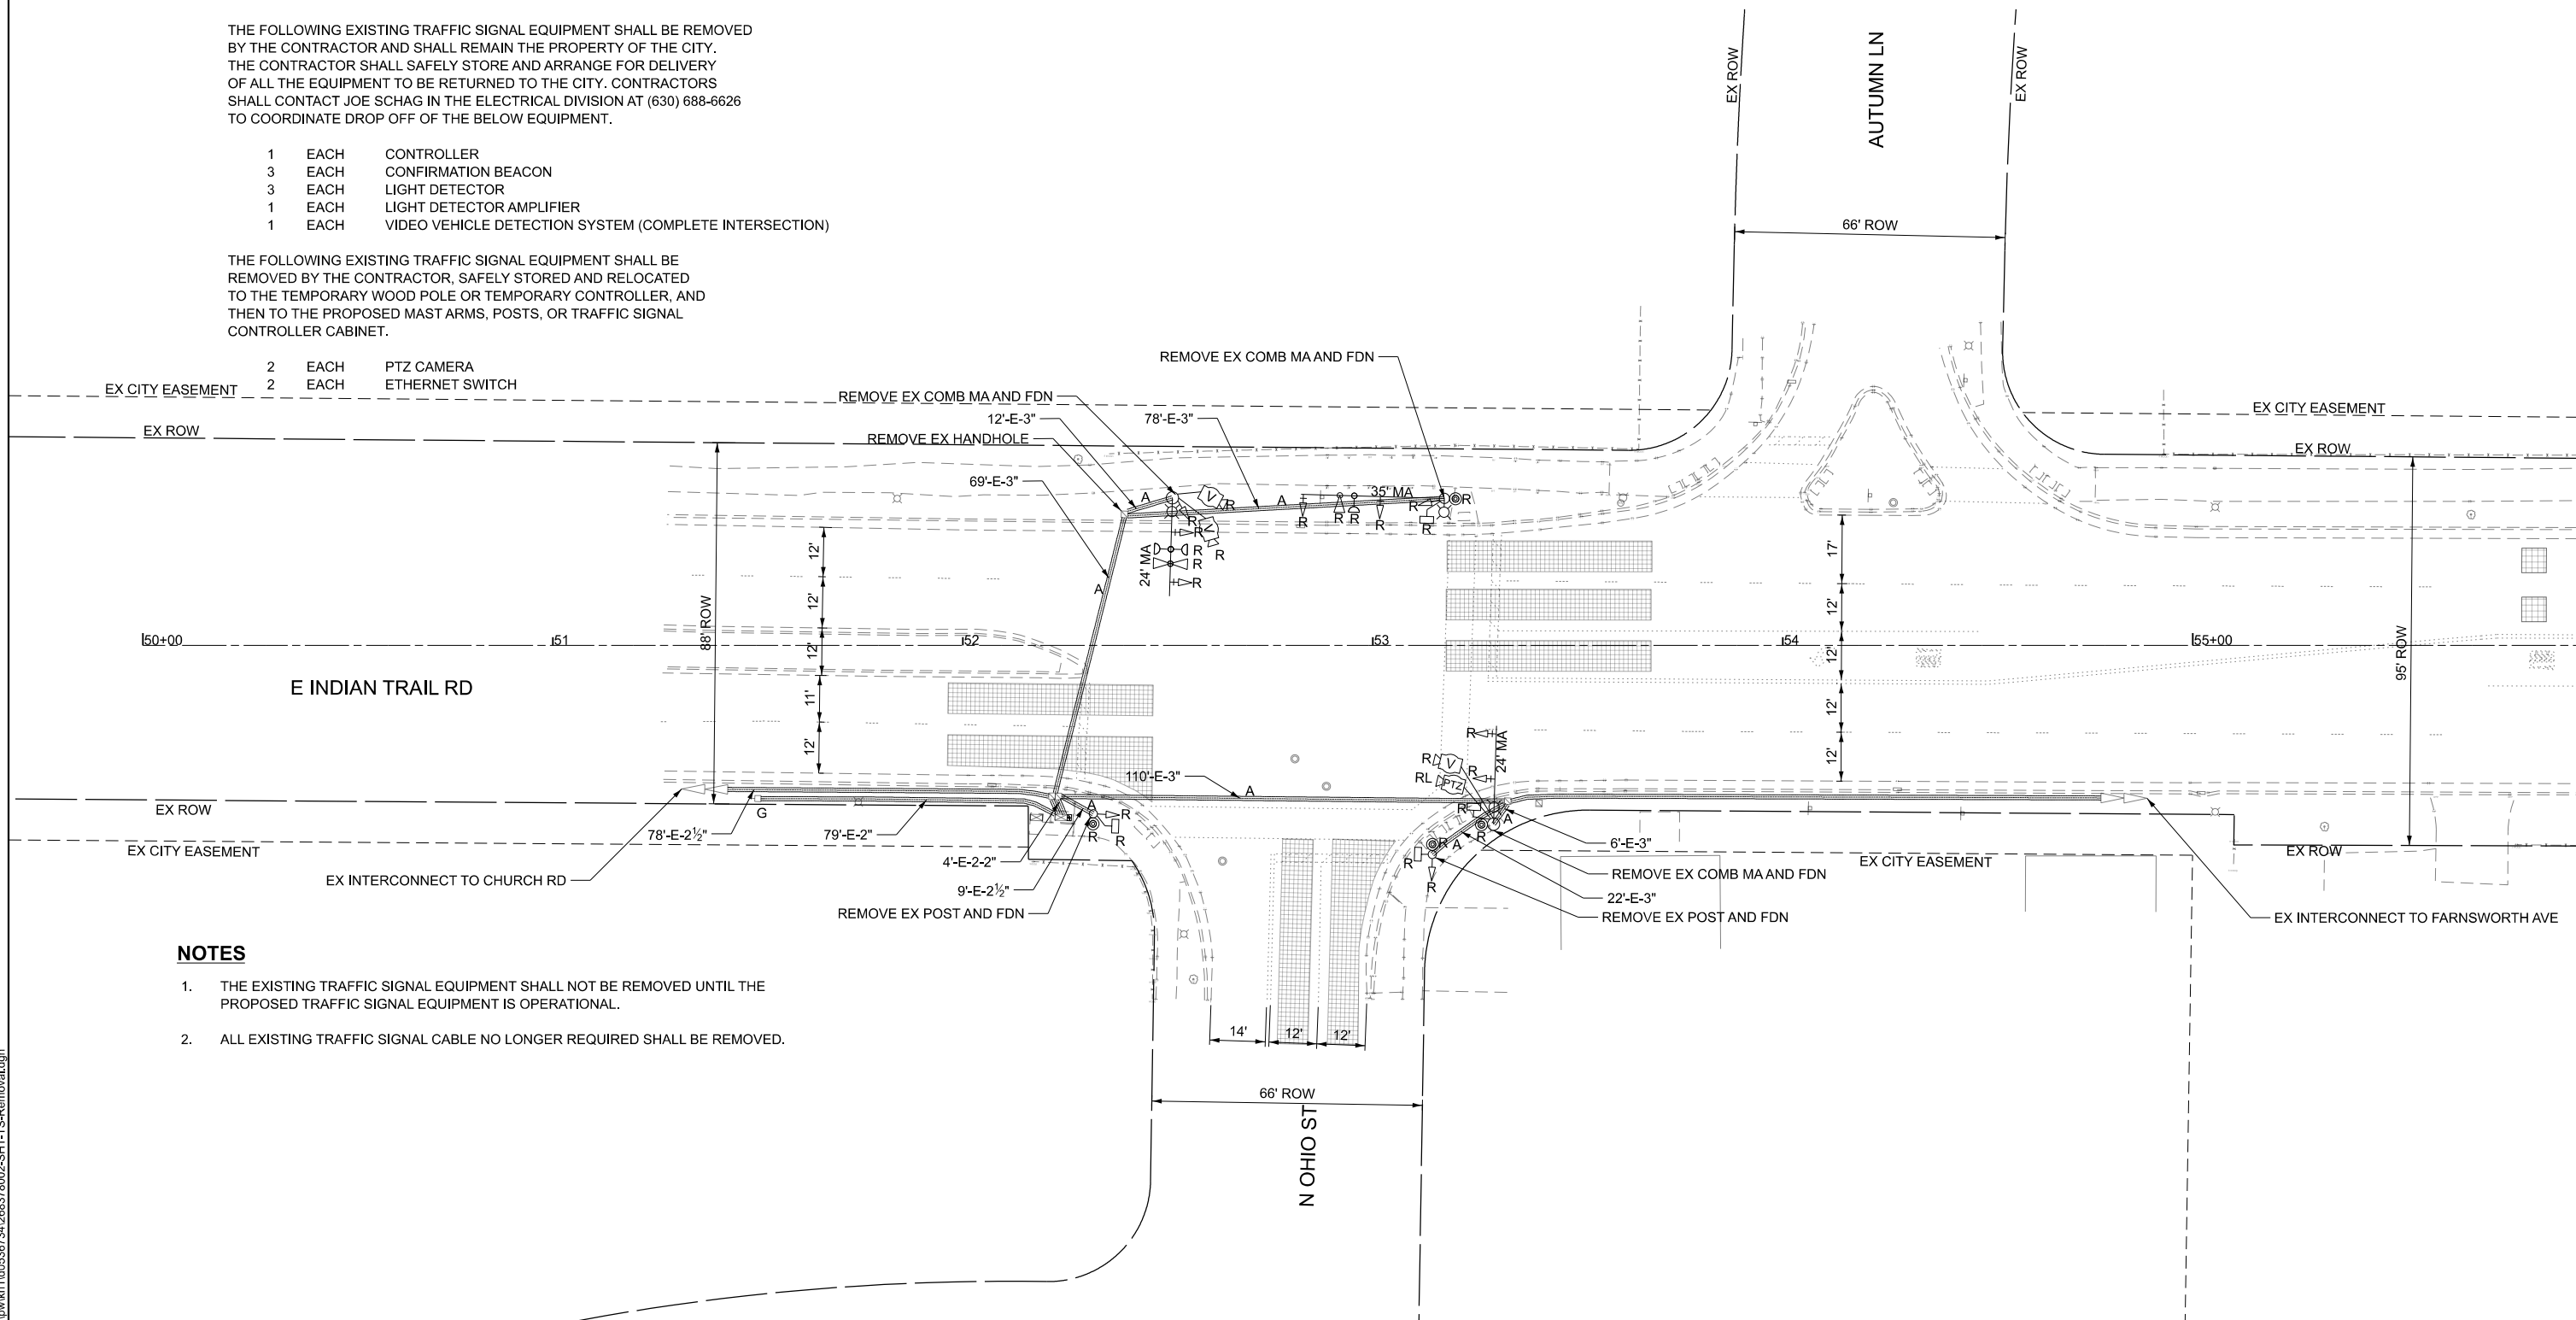 THE FOLLOWING EXISTING TRAFFIC SIGNAL EQUIPMENT SHALL BE REMOVED
BY THE CONTRACTOR AND SHALL REMAIN THE PROPERTY OF THE CITY.
THE CONTRACTOR SHALL SAFELY STORE AND ARRANGE FOR DELIVERY
OF ALL THE EQUIPMENT TO BE RETURNED TO THE CITY. CONTRACTORS
SHALL CONTACT JOE SCHAG IN THE ELECTRICAL DIVISION AT (630) 688-6626
TO COORDINATE DROP OFF OF THE BELOW EQUIPMENT.
1 EACH CONTROLLER
3 EACH CONFIRMATION BEACON
3 EACH LIGHT DETECTOR
1 EACH LIGHT DETECTOR AMPLIFIER
1 EACH VIDEO VEHICLE DETECTION SYSTEM (COMPLETE INTERSECTION)
THE FOLLOWING EXISTING TRAFFIC SIGNAL EQUIPMENT SHALL BE
REMOVED BY THE CONTRACTOR, SAFELY STORED AND RELOCATED
TO THE TEMPORARY WOOD POLE OR TEMPORARY CONTROLLER, AND
THEN TO THE PROPOSED MAST ARMS, POSTS, OR TRAFFIC SIGNAL
CONTROLLER CABINET.
2 EACH PTZ CAMERA
2 EACH ETHERNET SWITCH
EX ROW
AUTUMN LN
EX ROW
66' ROW
EX CITY EASEMENT
EX ROW
REMOVE EX COMB MA AND FDN
REMOVE EX COMB MA AND FDN
12'-E-3"
78'-E-3"
REMOVE EX HANDHOLE
69'-E-3"
EX CITY EASEMENT
EX ROW
A
V
R
A
35' MA
R
R
R
R
R
R
R
R
R
V
R
24' MA
R
R
R
A
12'
12'
12'
11'
12'
88' ROW
17'
12'
12'
12'
12'
95' ROW
50+00
51
52
53
54
55+00
E INDIAN TRAIL RD
R
24' MA
R
V
R
RL
PTZ
R
110'-E-3"
A
EX ROW
G
78'-E-2½"
79'-E-2"
A
R
R
R
4'-E-2-2"
9'-E-2½"
REMOVE EX POST AND FDN
EX CITY EASEMENT
EX INTERCONNECT TO CHURCH RD
R
A
R
A
R
R
6'-E-3"
REMOVE EX COMB MA AND FDN
22'-E-3"
REMOVE EX POST AND FDN
EX CITY EASEMENT
EX ROW
EX INTERCONNECT TO FARNSWORTH AVE
NOTES
1. THE EXISTING TRAFFIC SIGNAL EQUIPMENT SHALL NOT BE REMOVED UNTIL THE
PROPOSED TRAFFIC SIGNAL EQUIPMENT IS OPERATIONAL.
2. ALL EXISTING TRAFFIC SIGNAL CABLE NO LONGER REQUIRED SHALL BE REMOVED.
14'
12'
12'
66' ROW
N OHIO ST